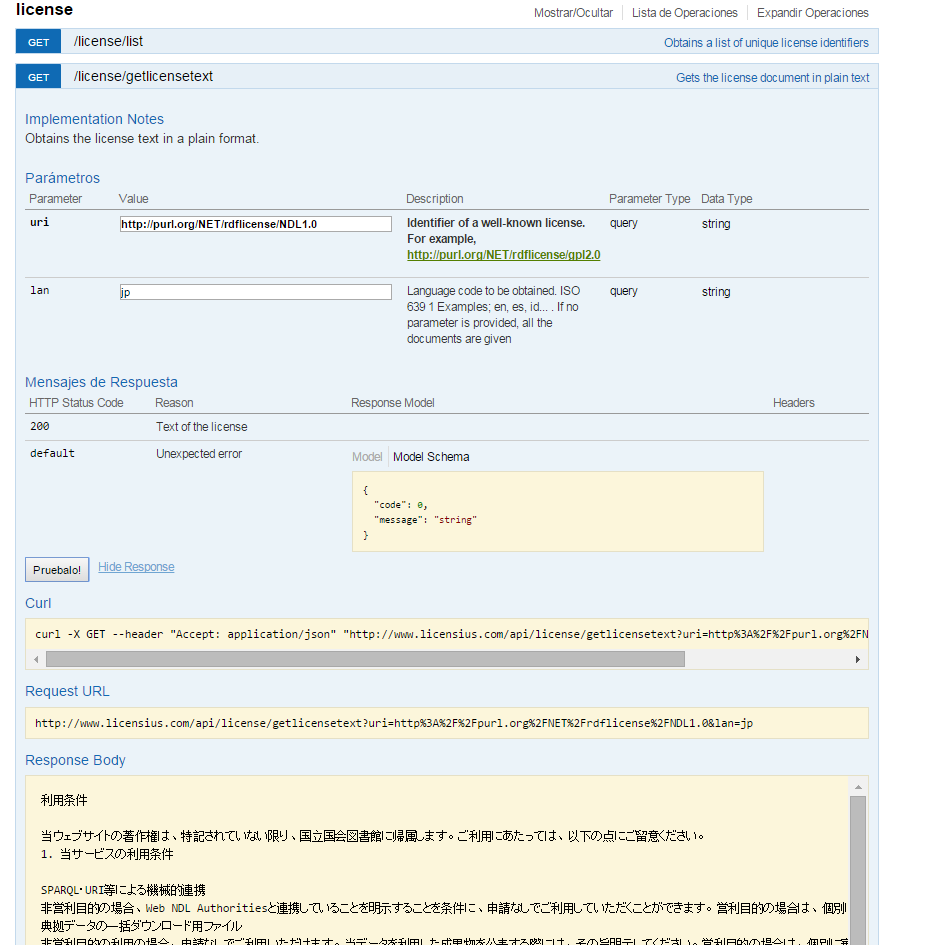 license
Mostrar/Ocultar Lista de Operaciones Expandir Operaciones
GET /license/list Obtains a list of unique license identifiers
GET /license/getlicensetext Gets the license document in plain text
Implementation Notes
Obtains the license text in a plain format.
Parámetros
Parameter Value Description Parameter Type Data Type
uri http://purl.org/NET/rdflicense/NDL1.0 Identifier of a well-known license. query string
For example,
http://purl.org/NET/rdflicense/gpl2.0
lan jp Language code to be obtained. ISO query string
639 1 Examples; en, es, id... . If no
parameter is provided, all the
documents are given
Mensajes de Respuesta
HTTP Status Code Reason Response Model Headers
200 Text of the license
default Unexpected error Model Model Schema
{
"code": 0,
"message": "string"
}
Pruebalo! Hide Response
Curl
curl -X GET --header "Accept: application/json" "http://www.licensius.com/api/license/getlicensetext?uri=http%3A%2F%2Fpurl.org%2FN
Request URL
http://www.licensius.com/api/license/getlicensetext?uri=http%3A%2F%2Fpurl.org%2FNET%2Frdflicense%2FNDL1.0&lan=jp
Response Body
利用条件
当ウェブサイトの著作権は、特記されていない限り、国立国会図書館に帰属します。ご利用にあたっては、以下の点にご留意ください。
1. 当サービスの利用条件
SPARQL・URI等による機械的連携
非営利目的の場合、Web NDL Authoritiesと連携していることを明示することを条件に、申請なしでご利用していただくことができます。営利目的の場合は、個別
典拠データの一括ダウンロード用ファイル
非営利目的の利用の場合、申請なしでご利用いただけます。当データを利用した成果物を公表する際には、その旨明示してください。営利目的の場合は、個別に